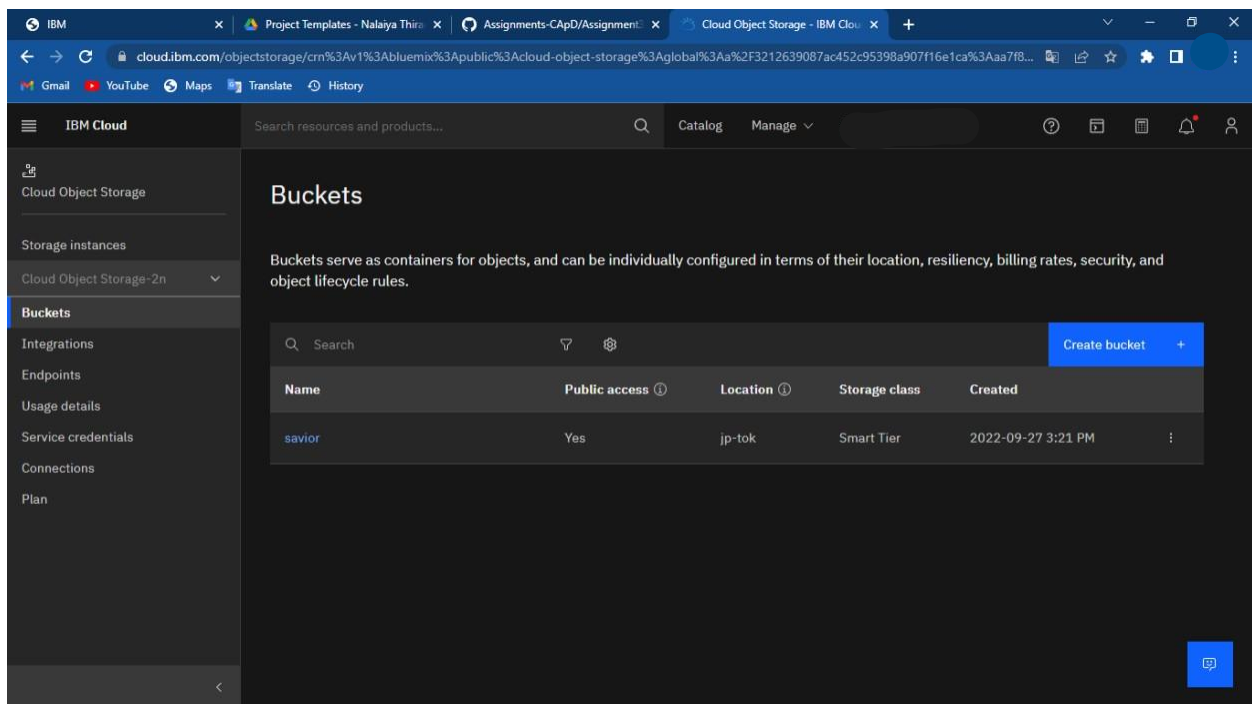 IBM
Project Templates - Nalaiya Thira
Assignments-CApD/Assignment
Cloud Object Storage - IBM Clou
cloud.ibm.com/objectstorage/crn%3Av1%3Abluemix%3Apublic%3Acloud-object-storage%3Aglobal%3Aa%2F3212639087ac452c95398a907f16e1ca%3Aaa7f8...
Gmail YouTube Maps Translate History
IBM Cloud
Search resources and products...
Catalog Manage
Cloud Object Storage
Storage instances
Cloud Object Storage-2n
Buckets
Integrations
Endpoints
Usage details
Service credentials
Connections
Plan
Buckets
Buckets serve as containers for objects, and can be individually configured in terms of their location, resiliency, billing rates, security, and
object lifecycle rules.
Search
Create bucket +
Name Public access Location Storage class Created
savior Yes jp-tok Smart Tier 2022-09-27 3:21 PM